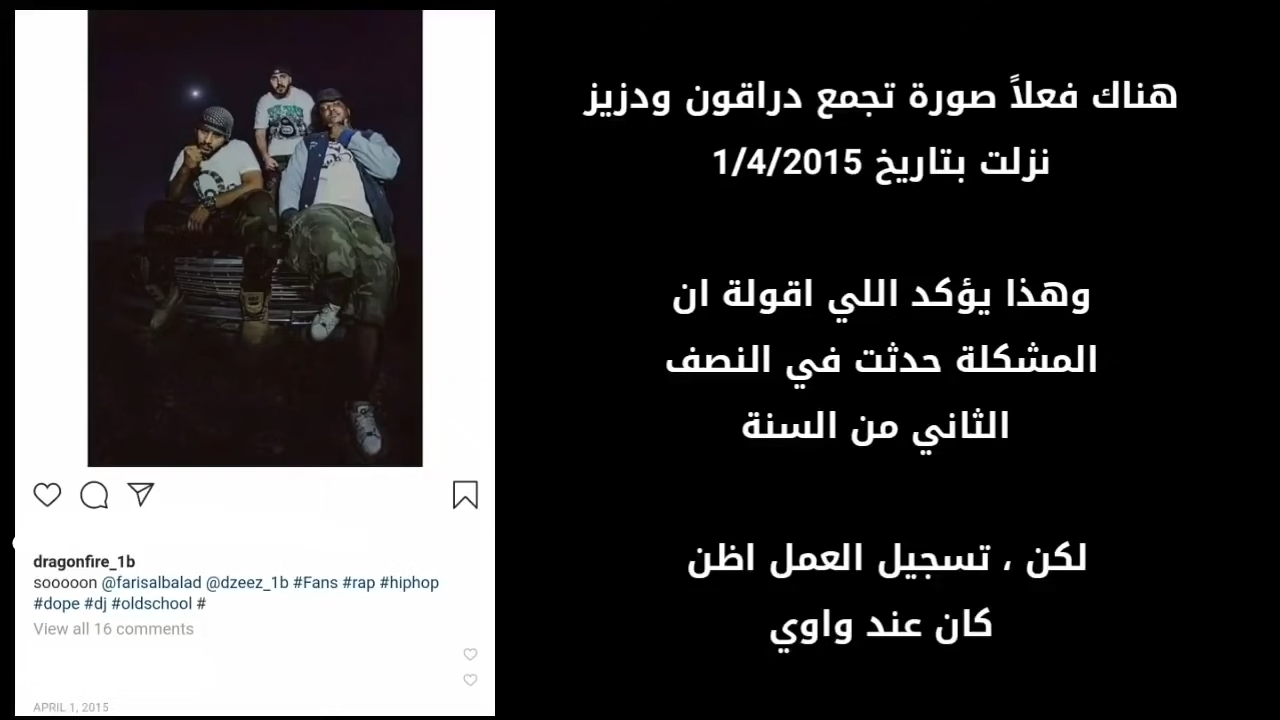 هناك فعلاً صورة تجمع دراقون ودزيز
نزلت بتاريخ 1/4/2015
وهذا يؤكد اللي اقولة ان
المشكلة حدثت في النصف
الثاني من السنة
لكن ، تسجيل العمل اظن
كان عند واوي
dragonfire_1b
sooooon @farisalbalad @dzeez_1b #Fans #rap #hiphop
#dope #dj #oldschool #
View all 16 comments
APRIL 1, 2015